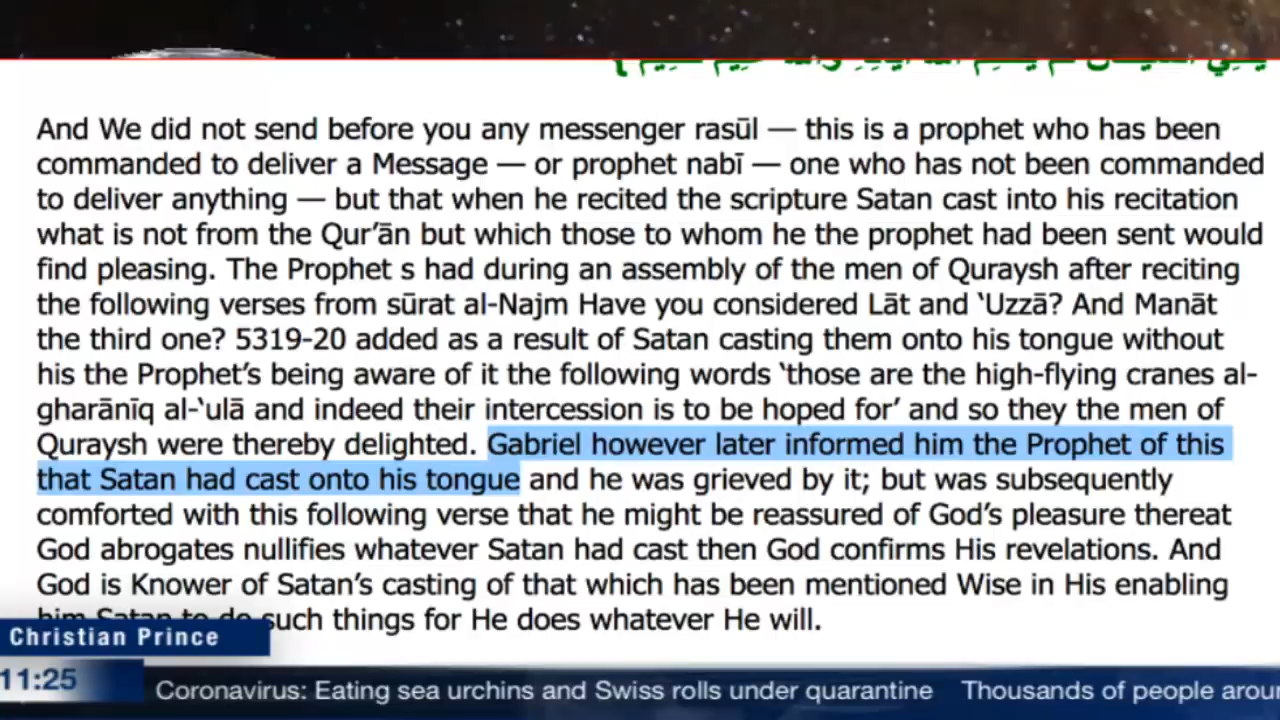 And We did not send before you any messenger rasūl — this is a prophet who has been
commanded to deliver a Message — or prophet nabī — one who has not been commanded
to deliver anything — but that when he recited the scripture Satan cast into his recitation
what is not from the Qur’ān but which those to whom he the prophet had been sent would
find pleasing. The Prophet s had during an assembly of the men of Quraysh after reciting
the following verses from sūrat al-Najm Have you considered Lāt and ‘Uzzā? And Manāt
the third one? 5319-20 added as a result of Satan casting them onto his tongue without
his the Prophet’s being aware of it the following words ‘those are the high-flying cranes al-
gharānīq al-‘ulā and indeed their intercession is to be hoped for’ and so they the men of
Quraysh were thereby delighted. Gabriel however later informed him the Prophet of this
that Satan had cast onto his tongue and he was grieved by it; but was subsequently
comforted with this following verse that he might be reassured of God’s pleasure thereat
God abrogates nullifies whatever Satan had cast then God confirms His revelations. And
God is Knower of Satan’s casting of that which has been mentioned Wise in His enabling
him Satan to do such things for He does whatever He will.
Christian Prince
11:25
Coronavirus: Eating sea urchins and Swiss rolls under quarantine Thousands of people arou